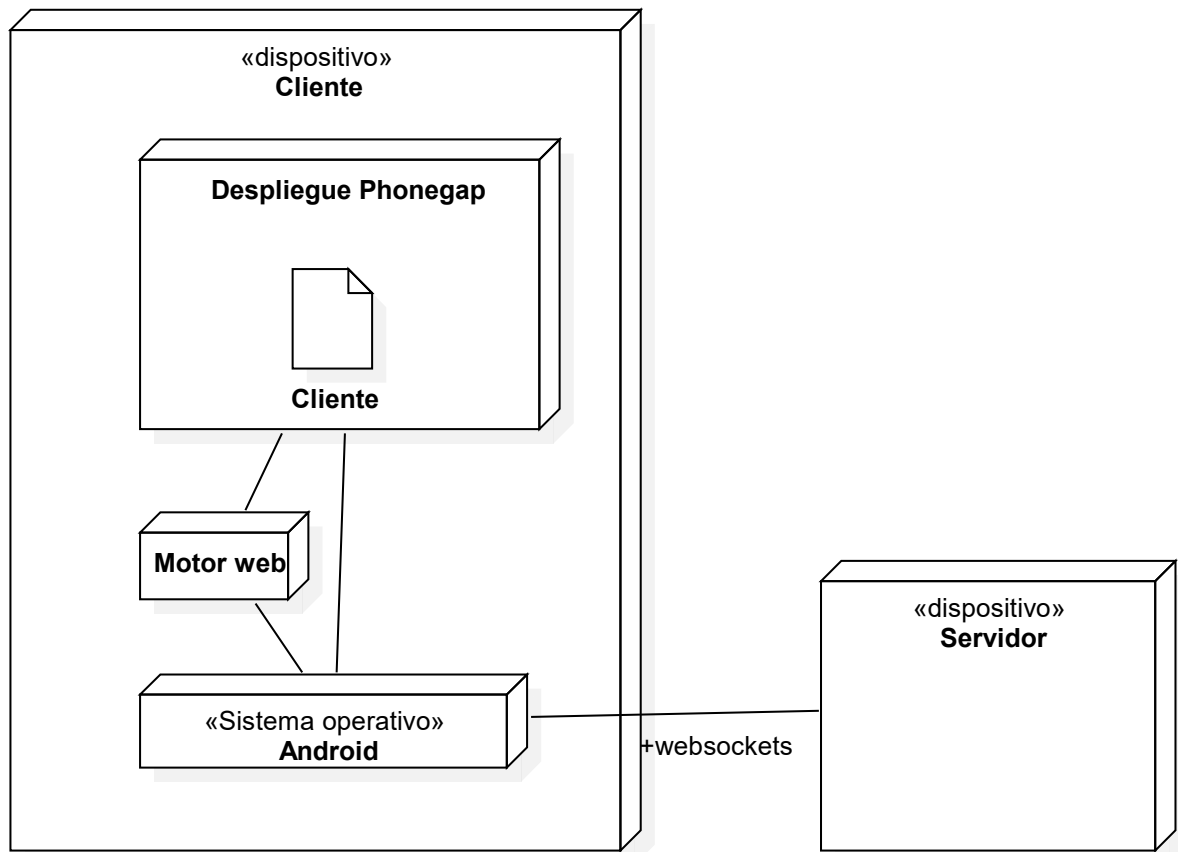 «dispositivo»
Cliente
Despliegue Phonegap
Cliente
Motor web
«dispositivo»
Servidor
«Sistema operativo»
Android
+websockets